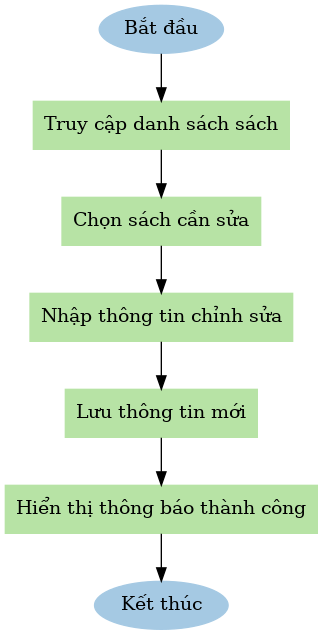 Bắt đầu
Truy cập danh sách sách
Chọn sách cần sửa
Nhập thông tin chỉnh sửa
Lưu thông tin mới
Hiển thị thông báo thành công
Kết thúc